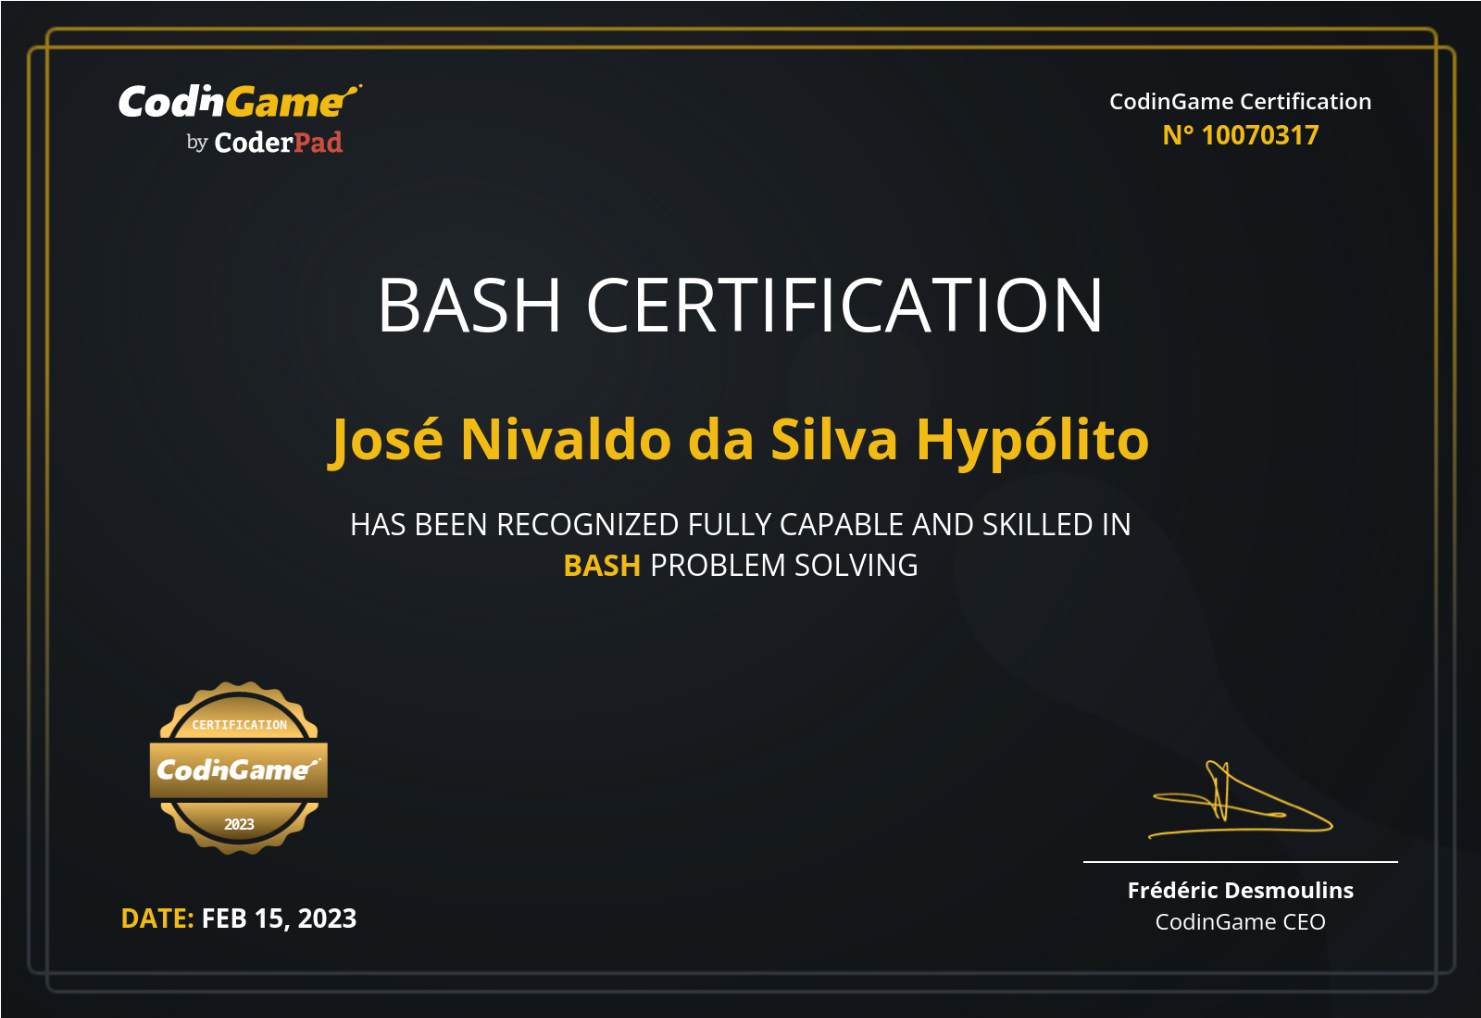 CodinGame
by CoderPad
CodinGame Certification
N° 10070317
BASH CERTIFICATION
José Nivaldo da Silva Hypólito
HAS BEEN RECOGNIZED FULLY CAPABLE AND SKILLED IN
BASH PROBLEM SOLVING
CERTIFICATION
CodinGame
2023
DATE: FEB 15, 2023
Frédéric Desmoulins
CodinGame CEO